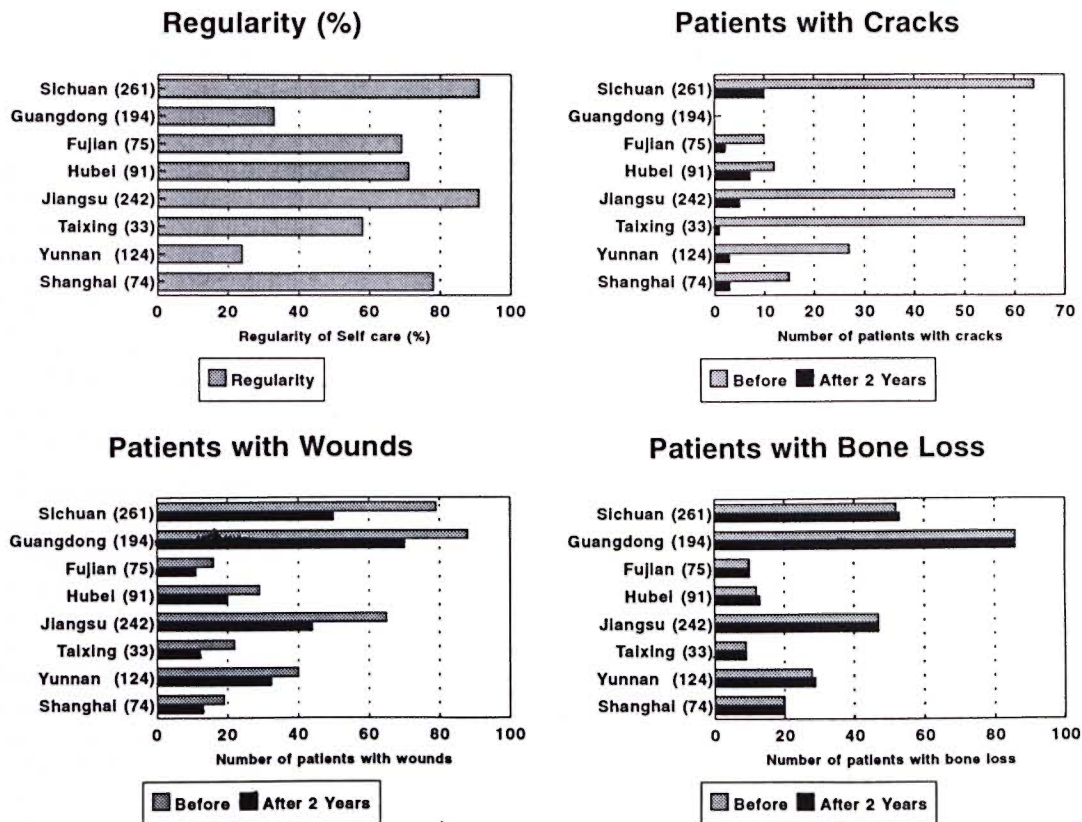 Regularity (%)
Sichuan (261)
Guangdong (194)
Fujian (75)
Hubei (91)
Jiangsu (242)
Taixing (33)
Yunnan (124)
Shanghai (74)
0 20 40 60 80 100
Regularity of Self care (%)
Regularity
Patients with Cracks
Sichuan (261)
Guangdong (194)
Fujian (75)
Hubei (91)
Jiangsu (242)
Taixing (33)
Yunnan (124)
Shanghai (74)
0 10 20 30 40 50 60 70
Number of patients with cracks
Before After 2 Years
Patients with Wounds
Sichuan (261)
Guangdong (194)
Fujian (75)
Hubei (91)
Jiangsu (242)
Taixing (33)
Yunnan (124)
Shanghai (74)
0 20 40 60 80 100
Number of patients with wounds
Before After 2 Years
Patients with Bone Loss
Sichuan (261)
Guangdong (194)
Fujian (75)
Hubei (91)
Jiangsu (242)
Taixing (33)
Yunnan (124)
Shanghai (74)
0 20 40 60 80 100
Number of patients with bone loss
Before After 2 Years